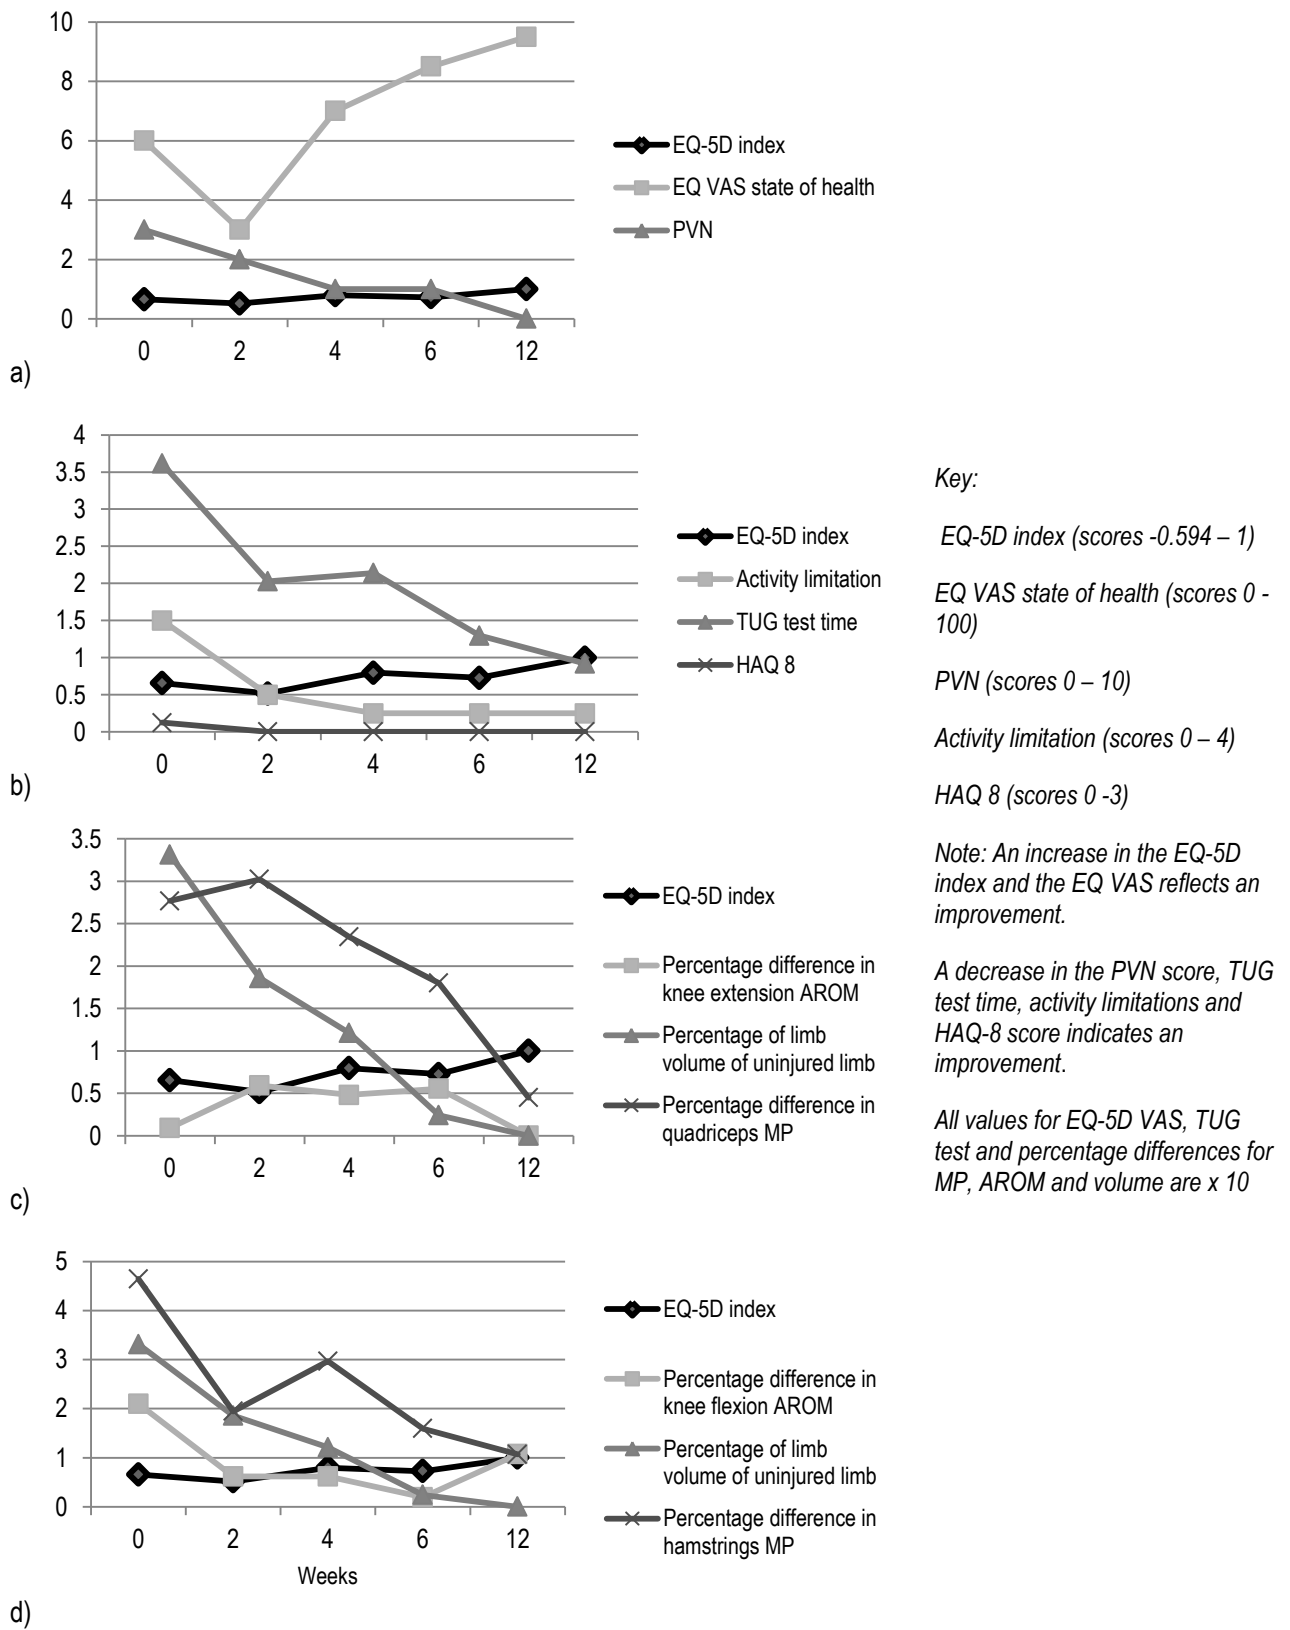 10
8
6
4
2
0
0 2 4 6 12
EQ-5D index
EQ VAS state of health
PVN
a)
4
3.5
3
2.5
2
1.5
1
0.5
0
0 2 4 6 12
EQ-5D index
Activity limitation
TUG test time
HAQ 8
b)
3.5
3
2.5
2
1.5
1
0.5
0
0 2 4 6 12
EQ-5D index
Percentage difference in
knee extension AROM
Percentage of limb
volume of uninjured limb
Percentage difference in
quadriceps MP
c)
5
4
3
2
1
0
0 2 4 6 12
Weeks
EQ-5D index
Percentage difference in
knee flexion AROM
Percentage of limb
volume of uninjured limb
Percentage difference in
hamstrings MP
d)
Key:
EQ-5D index (scores -0.594 – 1)
EQ VAS state of health (scores 0 -
100)
PVN (scores 0 – 10)
Activity limitation (scores 0 – 4)
HAQ 8 (scores 0 -3)
Note: An increase in the EQ-5D
index and the EQ VAS reflects an
improvement.
A decrease in the PVN score, TUG
test time, activity limitations and
HAQ-8 score indicates an
improvement.
All values for EQ-5D VAS, TUG
test and percentage differences for
MP, AROM and volume are x 10